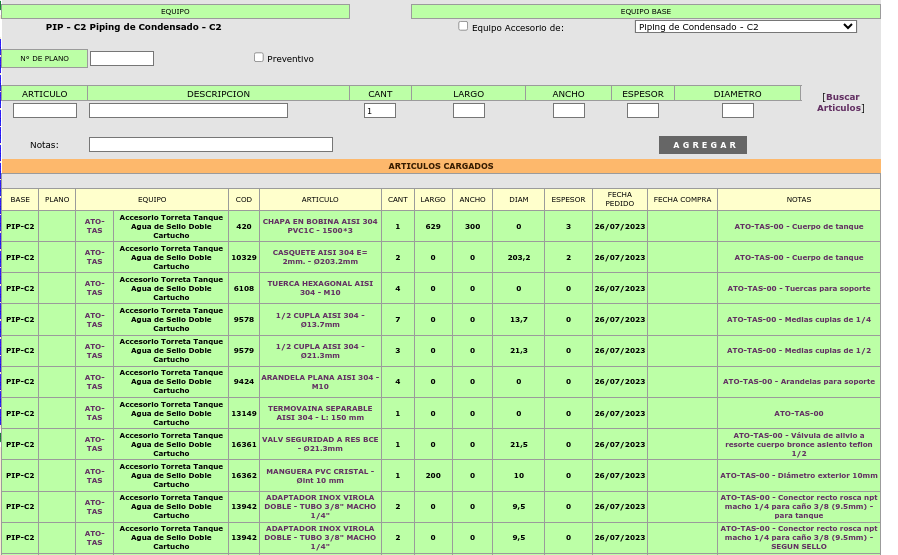 EQUIPO
EQUIPO BASE
PIP - C2 Piping de Condensado - C2
Equipo Accesorio de:
Piping de Condensado - C2
Nº DE PLANO
Preventivo
ARTICULO DESCRIPCION CANT LARGO ANCHO ESPESOR DIAMETRO
[Buscar
Articulos]
1
Notas:
A G R E G A R
ARTICULOS CARGADOS
BASE PLANO EQUIPO COD ARTICULO CANT LARGO ANCHO DIAM ESPESOR FECHA PEDIDO FECHA COMPRA NOTAS
PIP-C2 ATO-TAS Accesorio Torreta Tanque Agua de Sello Doble Cartucho 420 CHAPA EN BOBINA AISI 304 PVC1C - 1500*3 1 629 300 0 3 26/07/2023 ATO-TAS-00 - Cuerpo de tanque
PIP-C2 ATO-TAS Accesorio Torreta Tanque Agua de Sello Doble Cartucho 10329 CASQUETE AISI 304 E= 2mm. - Ø203.2mm 2 0 0 203,2 2 26/07/2023 ATO-TAS-00 - Cuerpo de tanque
PIP-C2 ATO-TAS Accesorio Torreta Tanque Agua de Sello Doble Cartucho 6108 TUERCA HEXAGONAL AISI 304 - M10 4 0 0 0 0 26/07/2023 ATO-TAS-00 - Tuercas para soporte
PIP-C2 ATO-TAS Accesorio Torreta Tanque Agua de Sello Doble Cartucho 9578 1/2 CUPLA AISI 304 - Ø13.7mm 7 0 0 13,7 0 26/07/2023 ATO-TAS-00 - Medias cuplas de 1/4
PIP-C2 ATO-TAS Accesorio Torreta Tanque Agua de Sello Doble Cartucho 9579 1/2 CUPLA AISI 304 - Ø21.3mm 3 0 0 21,3 0 26/07/2023 ATO-TAS-00 - Medias cuplas de 1/2
PIP-C2 ATO-TAS Accesorio Torreta Tanque Agua de Sello Doble Cartucho 9424 ARANDELA PLANA AISI 304 - M10 4 0 0 0 0 26/07/2023 ATO-TAS-00 - Arandelas para soporte
PIP-C2 ATO-TAS Accesorio Torreta Tanque Agua de Sello Doble Cartucho 13149 TERMOVAINA SEPARABLE AISI 304 - L: 150 mm 1 0 0 0 0 26/07/2023 ATO-TAS-00
PIP-C2 ATO-TAS Accesorio Torreta Tanque Agua de Sello Doble Cartucho 16361 VALV SEGURIDAD A RES BCE - Ø21.3mm 1 0 0 21,5 0 26/07/2023 ATO-TAS-00 - Válvula de alivio a resorte cuerpo bronce asiento teflon 1/2
PIP-C2 ATO-TAS Accesorio Torreta Tanque Agua de Sello Doble Cartucho 16362 MANGUERA PVC CRISTAL - Øint 10 mm 1 200 0 10 0 26/07/2023 ATO-TAS-00 - Diámetro exterior 10mm
PIP-C2 ATO-TAS Accesorio Torreta Tanque Agua de Sello Doble Cartucho 13942 ADAPTADOR INOX VIROLA DOBLE - TUBO 3/8" MACHO 1/4" 2 0 0 9,5 0 26/07/2023 ATO-TAS-00 - Conector recto rosca npt macho 1/4 para caño 3/8 (9.5mm) - para tanque
PIP-C2 ATO-TAS Accesorio Torreta Tanque Agua de Sello Doble Cartucho 13942 ADAPTADOR INOX VIROLA DOBLE - TUBO 3/8" MACHO 1/4" 2 0 0 9,5 0 26/07/2023 ATO-TAS-00 - Conector recto rosca npt macho 1/4 para caño 3/8 (9.5mm) - SEGUN SELLO